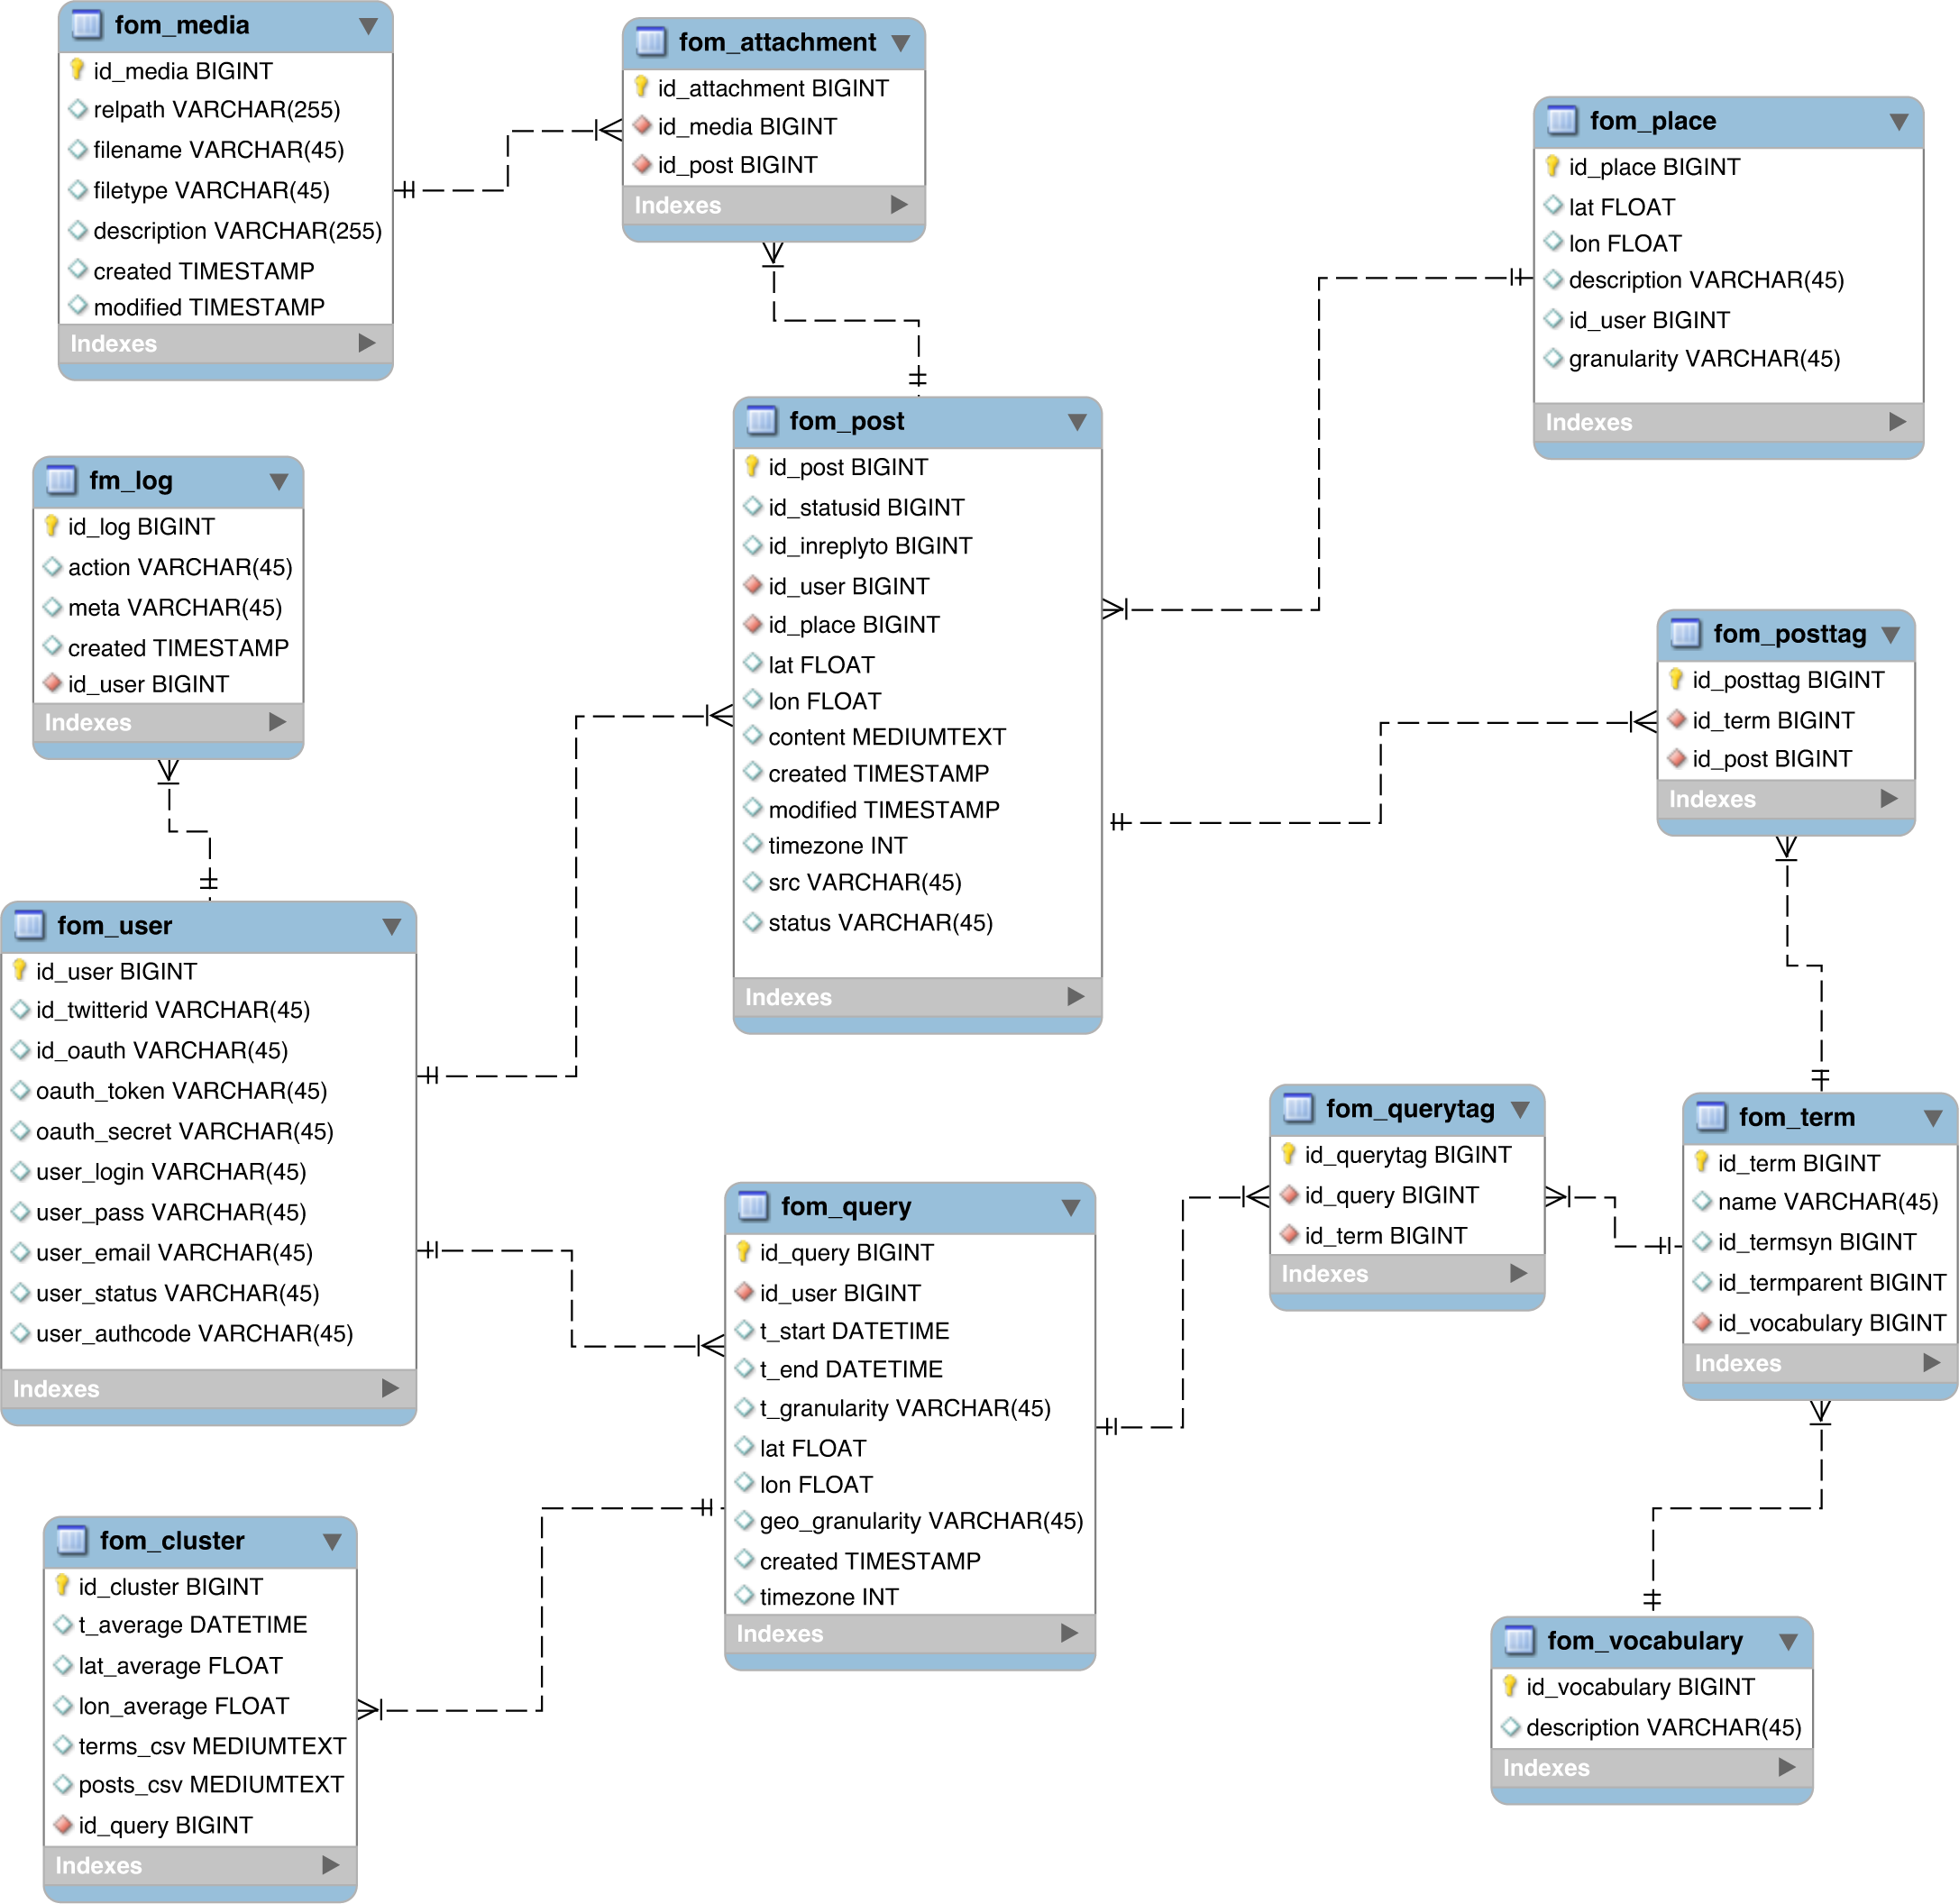 fom_media
id_media BIGINT
relpath VARCHAR(255)
filename VARCHAR(45)
filetype VARCHAR(45)
description VARCHAR(255)
created TIMESTAMP
modified TIMESTAMP
Indexes
fom_attachment
id_attachment BIGINT
id_media BIGINT
id_post BIGINT
Indexes
fom_place
id_place BIGINT
lat FLOAT
lon FLOAT
description VARCHAR(45)
id_user BIGINT
granularity VARCHAR(45)
Indexes
fm_log
id_log BIGINT
action VARCHAR(45)
meta VARCHAR(45)
created TIMESTAMP
id_user BIGINT
Indexes
fom_post
id_post BIGINT
id_statusid BIGINT
id_inreplyto BIGINT
id_user BIGINT
id_place BIGINT
lat FLOAT
lon FLOAT
content MEDIUMTEXT
created TIMESTAMP
modified TIMESTAMP
timezone INT
src VARCHAR(45)
status VARCHAR(45)
Indexes
fom_posttag
id_posttag BIGINT
id_term BIGINT
id_post BIGINT
Indexes
fom_user
id_user BIGINT
id_twitterid VARCHAR(45)
id_oauth VARCHAR(45)
oauth_token VARCHAR(45)
oauth_secret VARCHAR(45)
user_login VARCHAR(45)
user_pass VARCHAR(45)
user_email VARCHAR(45)
user_status VARCHAR(45)
user_authcode VARCHAR(45)
Indexes
fom_query
id_query BIGINT
id_user BIGINT
t_start DATETIME
t_end DATETIME
t_granularity VARCHAR(45)
lat FLOAT
lon FLOAT
geo_granularity VARCHAR(45)
created TIMESTAMP
timezone INT
Indexes
fom_querytag
id_querytag BIGINT
id_query BIGINT
id_term BIGINT
Indexes
fom_term
id_term BIGINT
name VARCHAR(45)
id_termsyn BIGINT
id_termparent BIGINT
id_vocabulary BIGINT
Indexes
fom_cluster
id_cluster BIGINT
t_average DATETIME
lat_average FLOAT
lon_average FLOAT
terms_csv MEDIUMTEXT
posts_csv MEDIUMTEXT
id_query BIGINT
Indexes
fom_vocabulary
id_vocabulary BIGINT
description VARCHAR(45)
Indexes